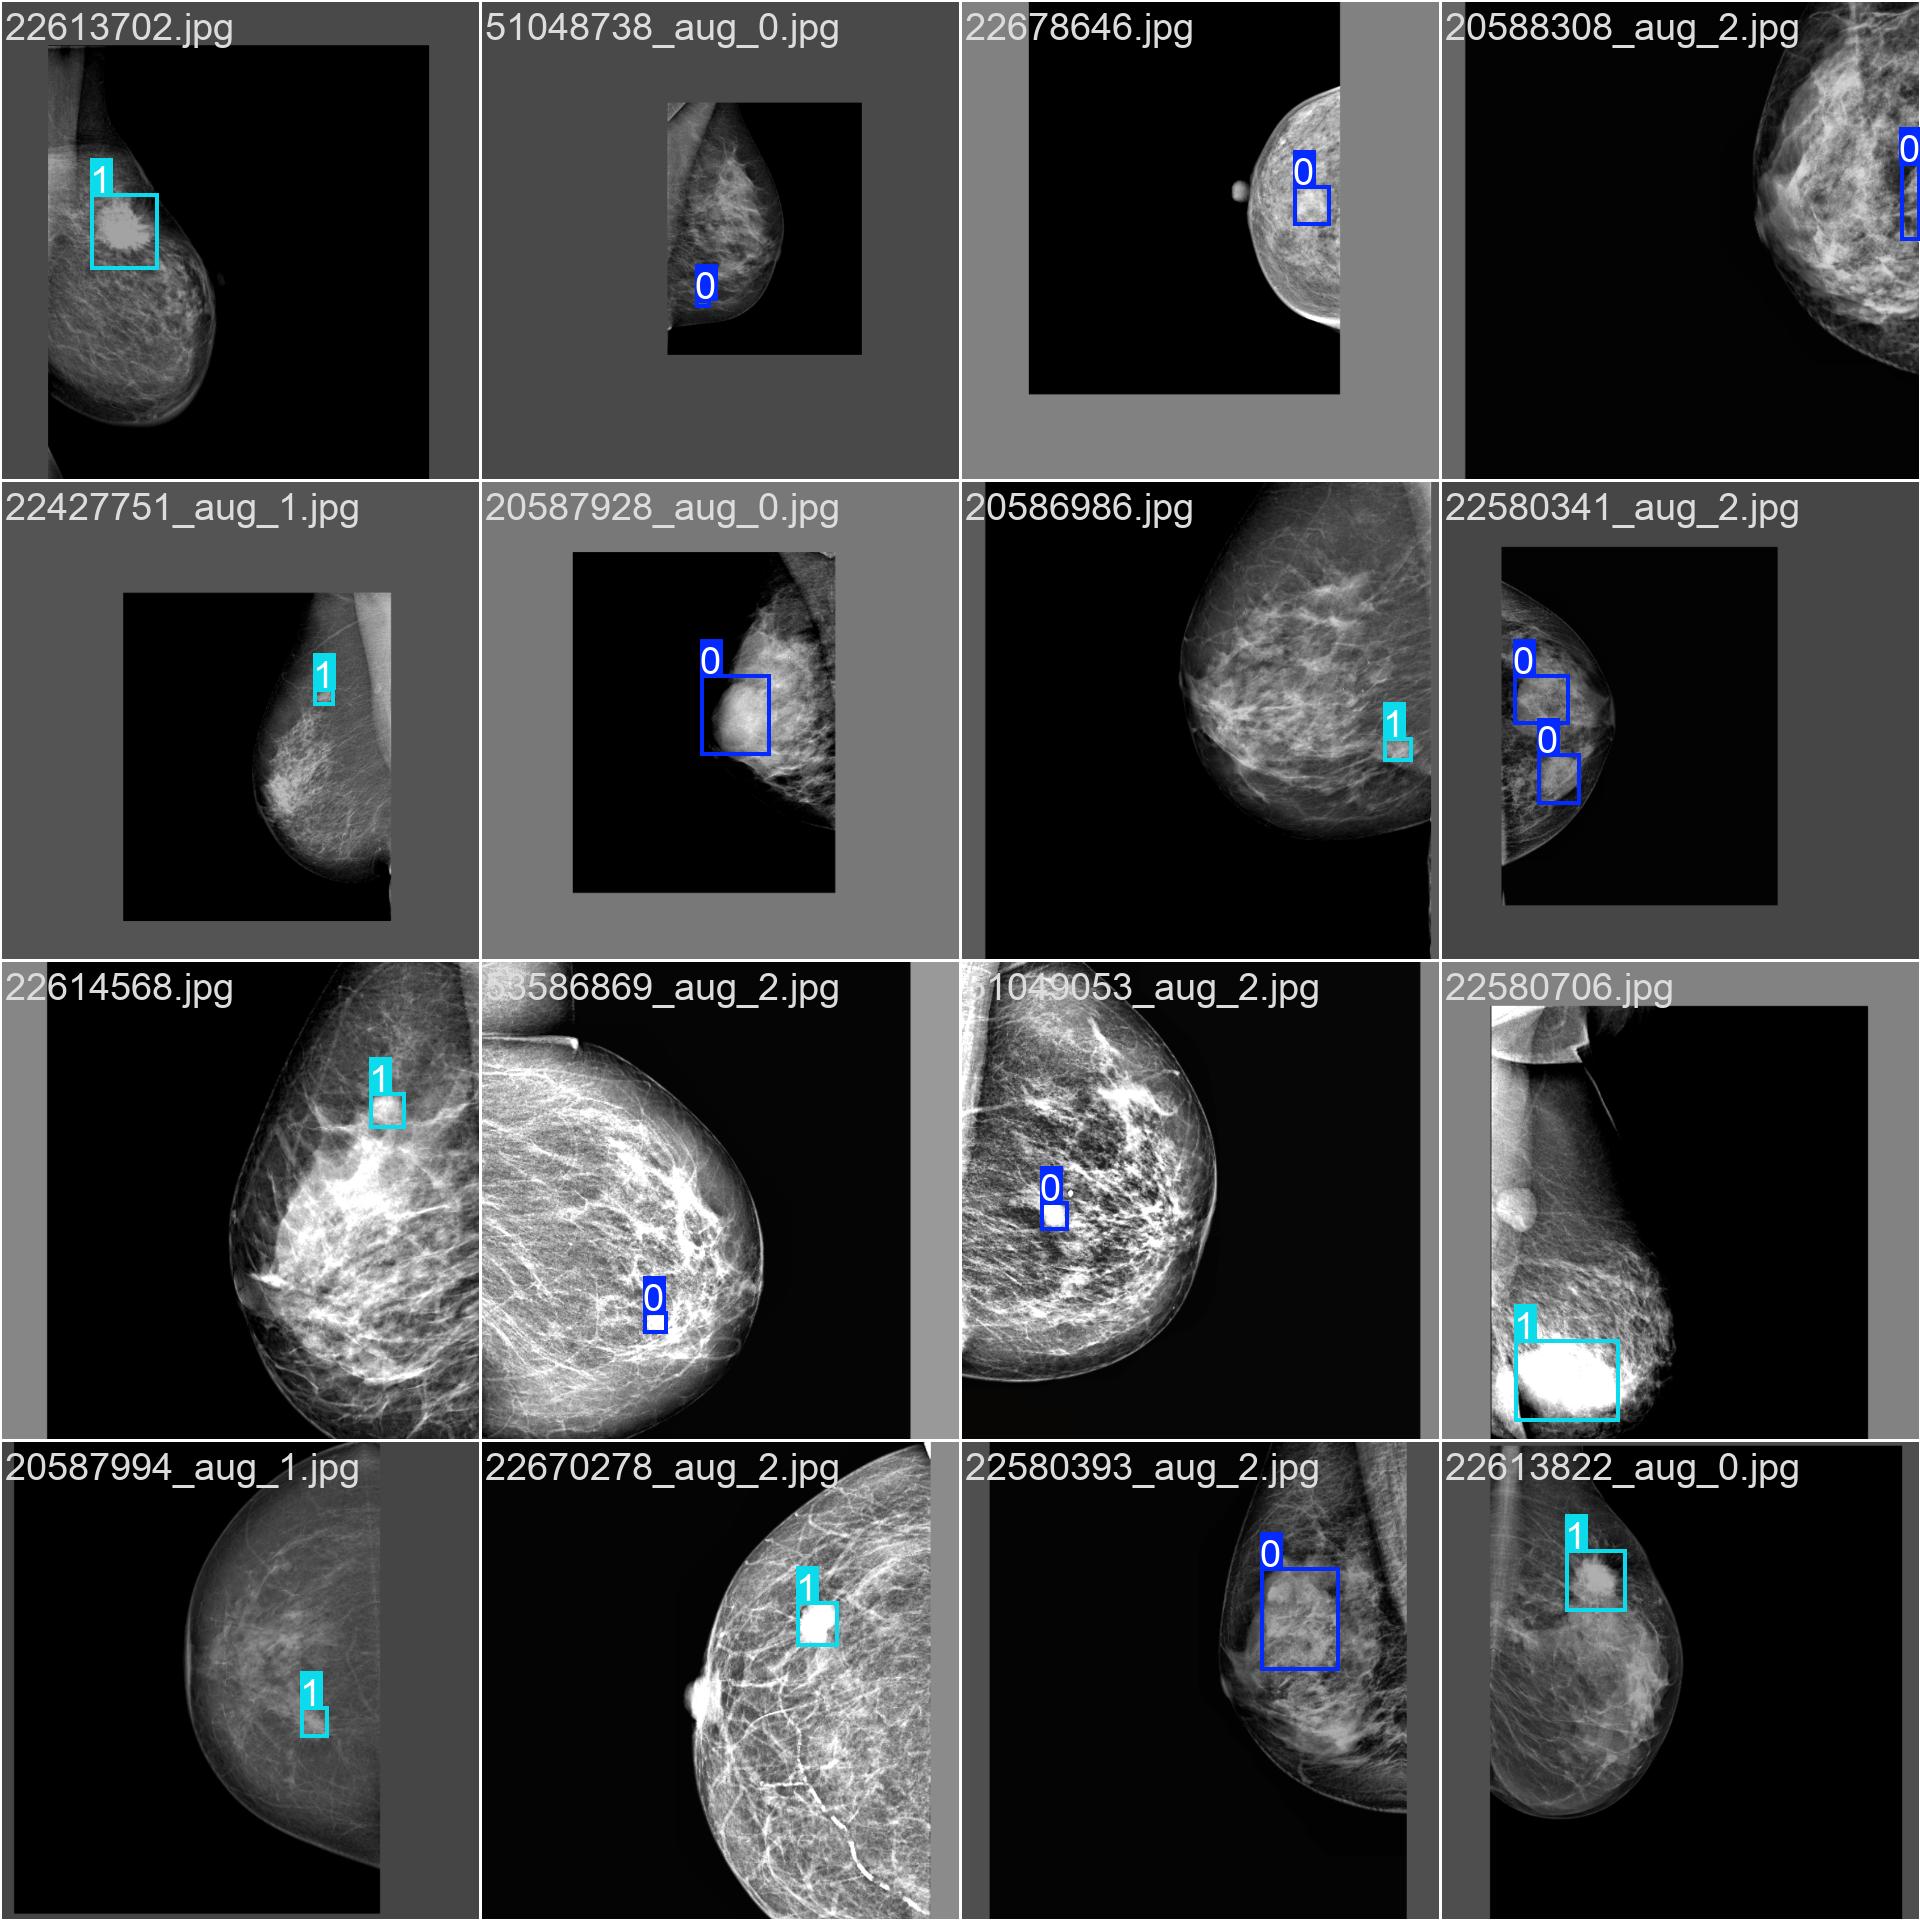 22613702.jpg
51048738_aug_0.jpg
22678646.jpg
20588308_aug_2.jpg
1
0
0
0
22427751_aug_1.jpg
20587928_aug_0.jpg
20586986.jpg
22580341_aug_2.jpg
1
0
1
0
0
22614568.jpg
53586869_aug_2.jpg
51049053_aug_2.jpg
22580706.jpg
1
0
0
1
20587994_aug_1.jpg
22670278_aug_2.jpg
22580393_aug_2.jpg
22613822_aug_0.jpg
1
1
0
1